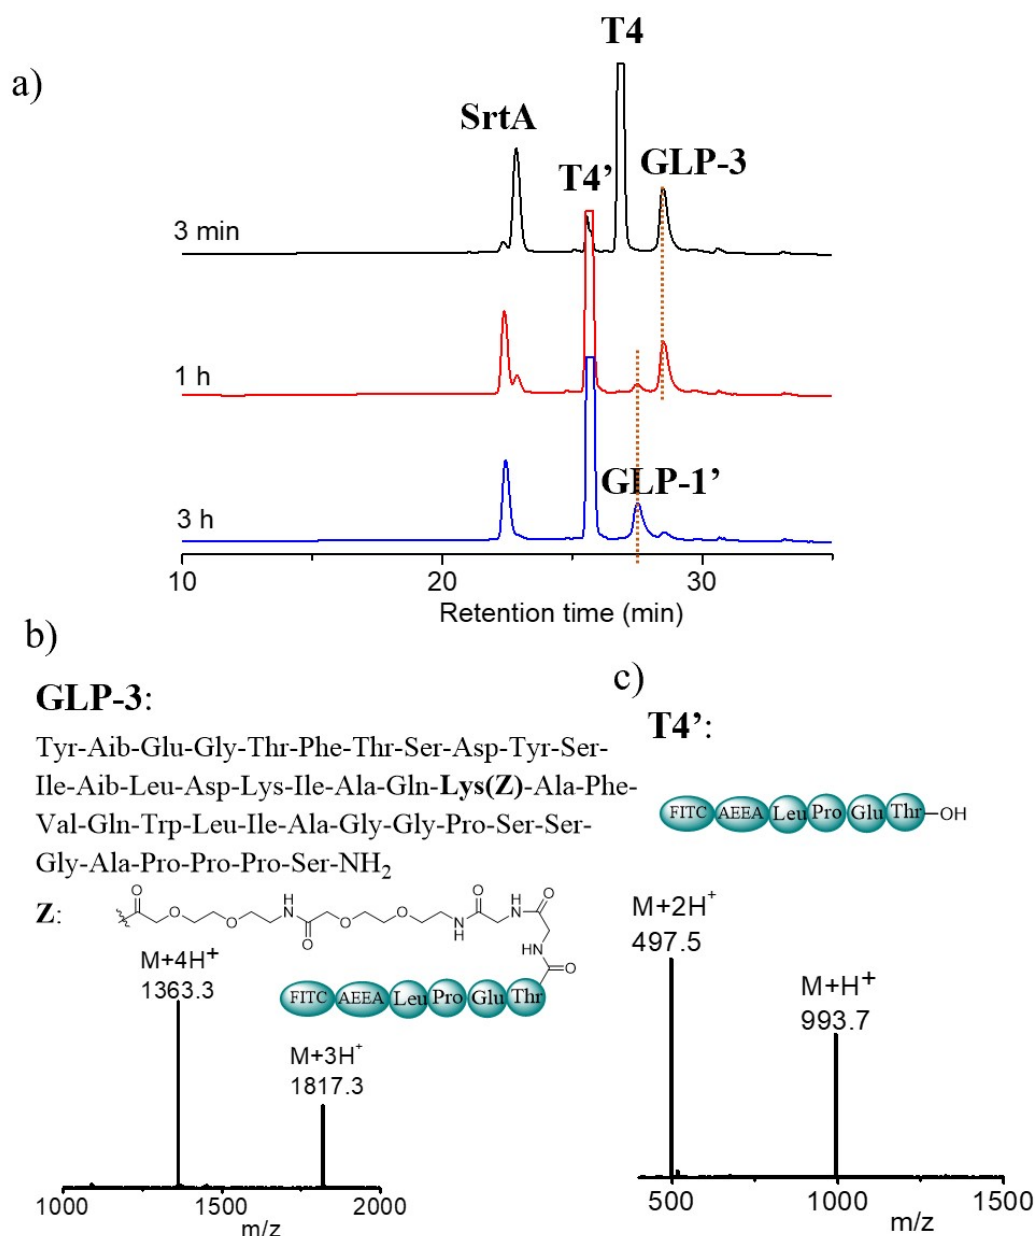 a)
T4
SrtA
T4’
GLP-3
3 min
1 h
GLP-1’
3 h
10
20
30
Retention time (min)
b)
GLP-3:
Tyr-Aib-Glu-Gly-Thr-Phe-Thr-Ser-Asp-Tyr-Ser-
Ile-Aib-Leu-Asp-Lys-Ile-Ala-Gln-Lys(Z)-Ala-Phe-
Val-Gln-Trp-Leu-Ile-Ala-Gly-Gly-Pro-Ser-Ser-
Gly-Ala-Pro-Pro-Pro-Ser-NH2
Z:
O
O
O
H
N
O
O
O
N
H
O
H
N
O
HN
O
FITC
AEEA
Leu
Pro
Glu
Thr
M+4H+
1363.3
M+3H+
1817.3
1000
1500
2000
m/z
c)
T4’:
FITC
AEEA
Leu
Pro
Glu
Thr
OH
M+2H+
497.5
M+H+
993.7
500
1000
1500
m/z